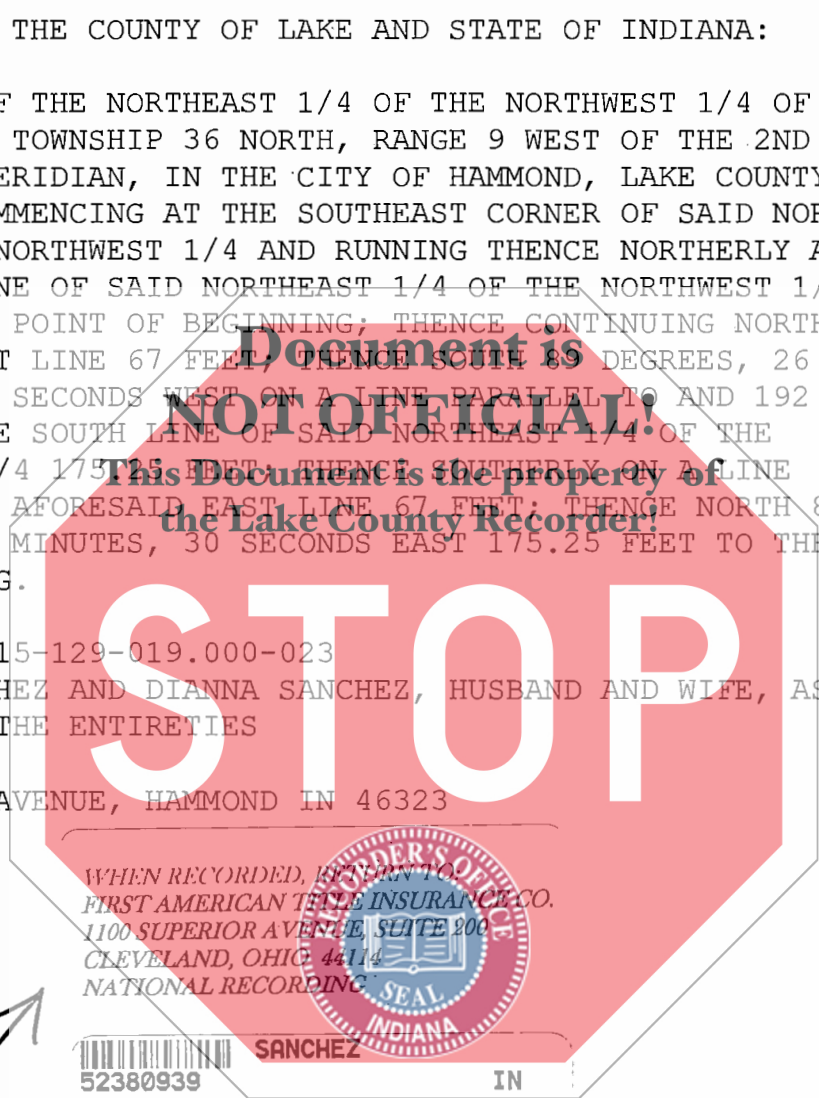 THE COUNTY OF LAKE AND STATE OF INDIANA:
F THE NORTHEAST 1/4 OF THE NORTHWEST 1/4 OF
TOWNSHIP 36 NORTH, RANGE 9 WEST OF THE 2ND
ERIDIAN, IN THE CITY OF HAMMOND, LAKE COUNTY
MMENCING AT THE SOUTHEAST CORNER OF SAID NOR
NORTHWEST 1/4 AND RUNNING THENCE NORTHERLY A
NE OF SAID NORTHEAST 1/4 OF THE NORTHWEST 1/
POINT OF BEGINNING; THENCE CONTINUING NORTH
Document is
T LINE 67 FEET; THENCE SOUTH 89 DEGREES, 26
SECONDS WEST ON A LINE PARALLEL TO AND 192
NOT OFFICIAL!
E SOUTH LINE OF SAID NORTHEAST 1/4 OF THE
/4 175.25 FEET; THENCE SOUTHERLY ON A LINE
This Document is the property of
AFORESAID EAST LINE 67 FEET; THENCE NORTH 8
the Lake County Recorder!
MINUTES, 30 SECONDS EAST 175.25 FEET TO THE
G.
STOP
15-129-019.000-023
HEZ AND DIANNA SANCHEZ, HUSBAND AND WIFE, AS
THE ENTIRETIES
AVENUE, HAMMOND IN 46323
WHEN RECORDED, RETURN TO:
FIRST AMERICAN TITLE INSURANCE CO.
1100 SUPERIOR AVENUE, SUITE 200
CLEVELAND, OHIO 44114
NATIONAL RECORDING
RECORDER'S OFFICE
SEAL
INDIANA
SANCHEZ
52380939
IN